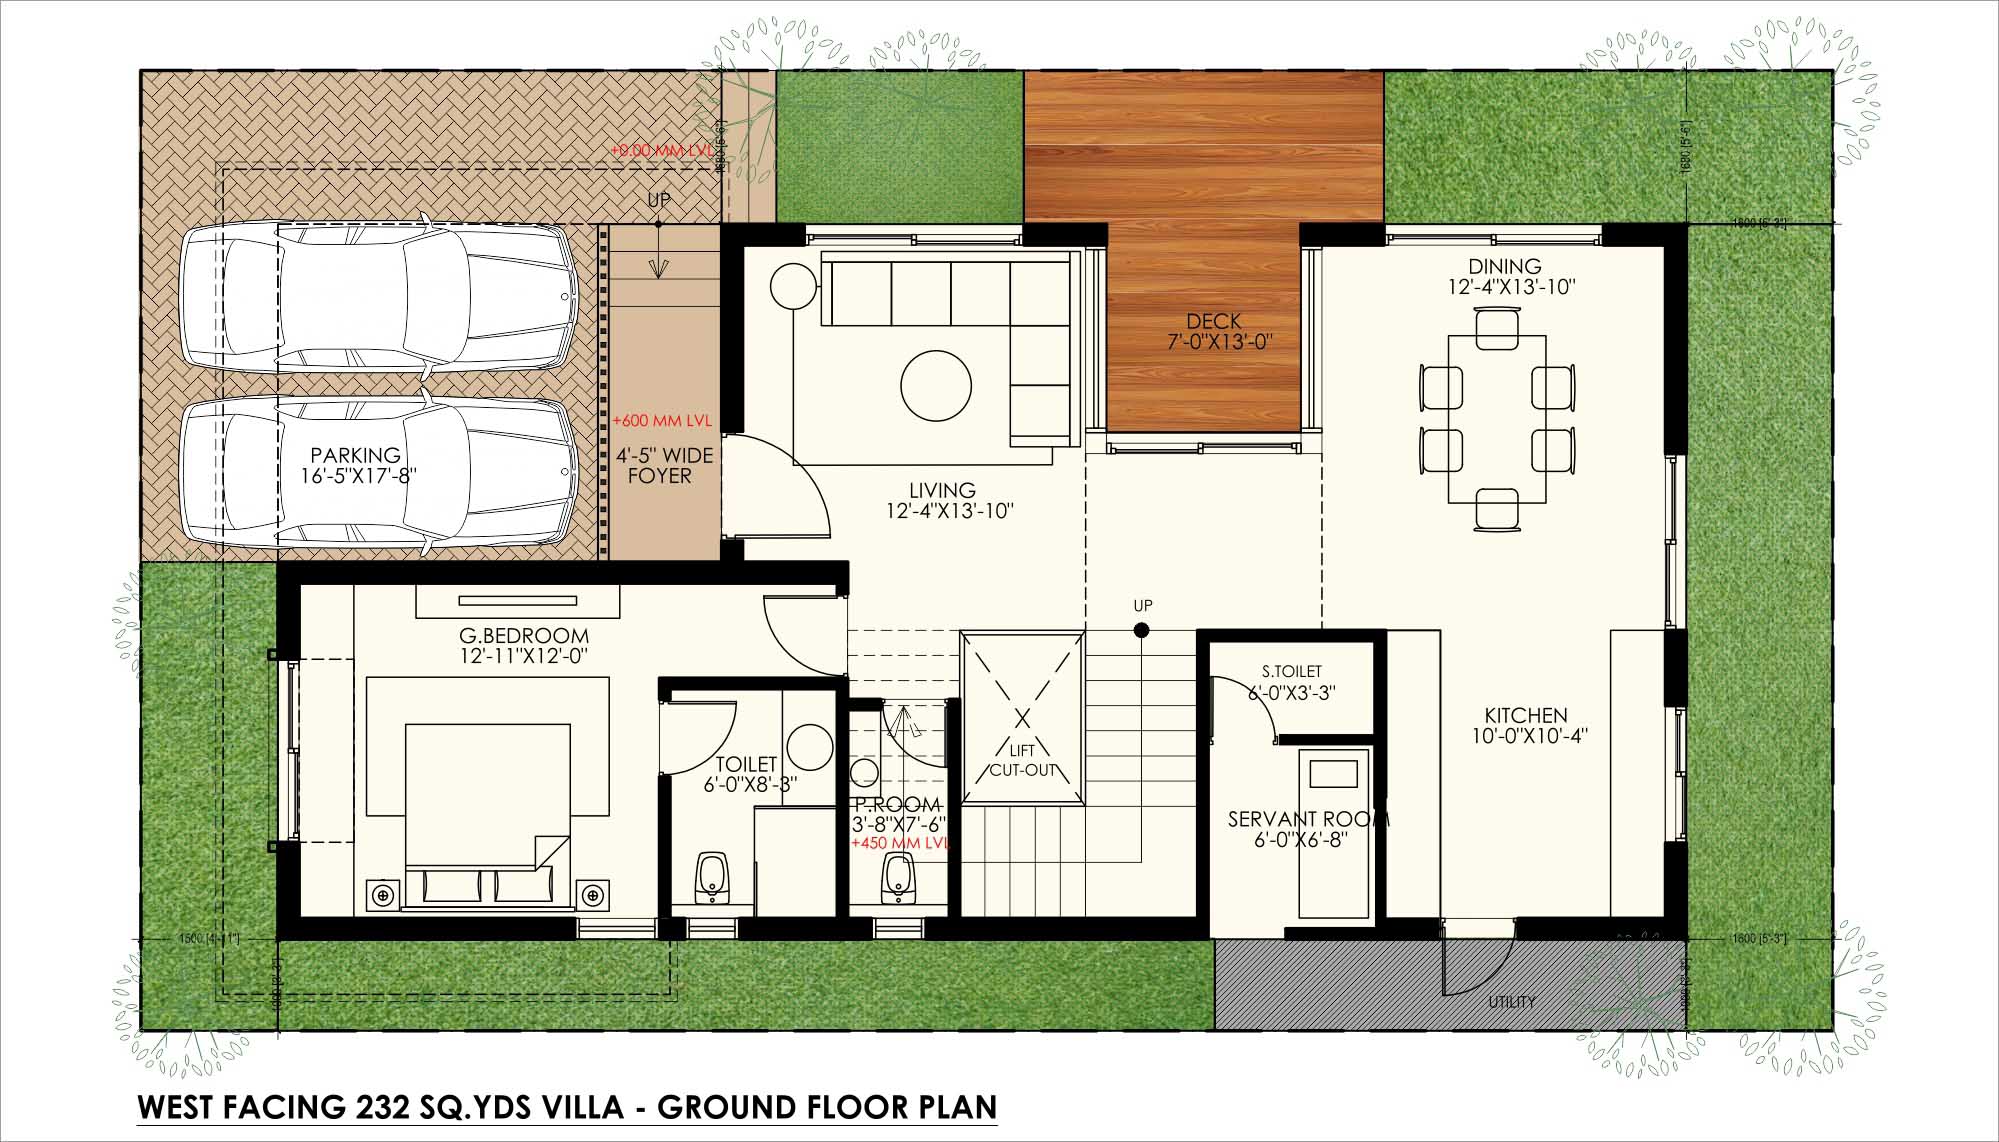 1680 [5'-6"]
1680 [5'-6"]
+0.00 MM LVL
UP
1600 [5'-3"]
DINING
12'-4"X13'-10"
DECK
7'-0"X13'-0"
+600 MM LVL
4'-5" WIDE
FOYER
PARKING
16'-5"X17'-8"
LIVING
12'-4"X13'-10"
UP
G.BEDROOM
12'-11"X12'-0"
S.TOILET
6'-0"X3'-3"
KITCHEN
10'-0"X10'-4"
LIFT
CUT-OUT
TOILET
6'-0"X8'-3"
P.ROOM
3'-8"X7'-6"
+450 MM LVL
SERVANT ROOM
6'-0"X6'-8"
1500 [4'-11"]
1600 [5'-3"]
UTILITY
WEST FACING 232 SQ.YDS VILLA - GROUND FLOOR PLAN